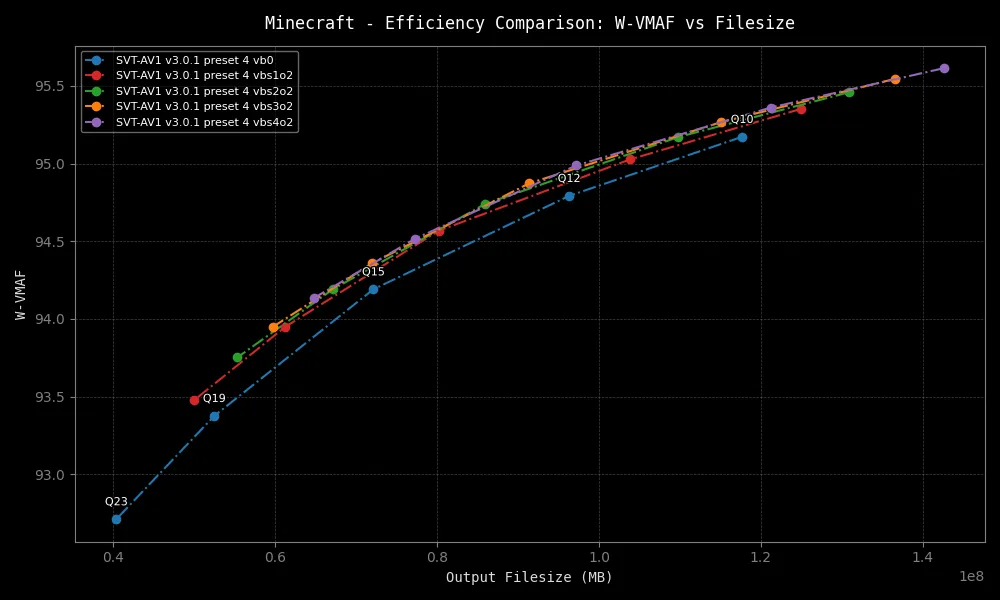 Minecraft - Efficiency Comparison: W-VMAF vs Filesize
SVT-AV1 v3.0.1 preset 4 vb0
SVT-AV1 v3.0.1 preset 4 vbs1o2
SVT-AV1 v3.0.1 preset 4 vbs2o2
SVT-AV1 v3.0.1 preset 4 vbs3o2
SVT-AV1 v3.0.1 preset 4 vbs4o2
95.5
95.0
94.5
94.0
93.5
93.0
W-VMAF
Q10
Q12
Q15
Q19
Q23
0.4 0.6 0.8 1.0 1.2 1.4
1e8
Output Filesize (MB)